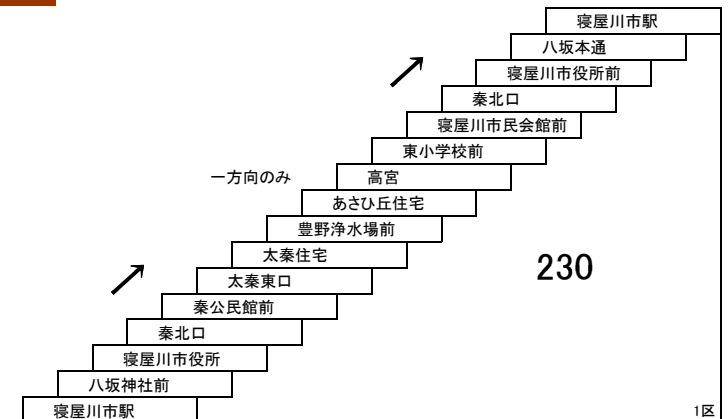 寝屋川市駅
八坂本通
寝屋川市役所前
秦北口
寝屋川市民会館前
東小学校前
一方向のみ
高宮
あさひ丘住宅
豊野浄水場前
太秦住宅
230
太秦東口
秦公民館前
秦北口
寝屋川市役所
八坂神社前
寝屋川市駅
1区